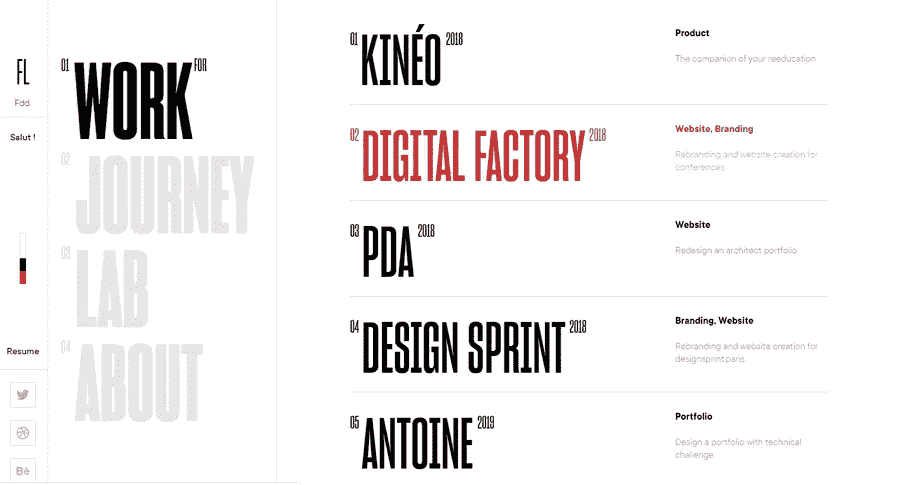 FL
Fdd.
Salut !
Resume
Bē
01 WORK FOR
02 JOURNEY
03 LAB
04 ABOUT
01 KINÉO 2018
Product
The companion of your reeducation.
02 DIGITAL FACTORY 2018
Website, Branding
Rebranding and website creation for
conferences.
03 PDA 2018
Website
Redesign an architect portfolio.
04 DESIGN SPRINT 2018
Branding, Website
Rebranding and website creation for
designsprint.paris.
05 ANTOINE 2019
Portfolio
Design a portfolio with technical
challenge.